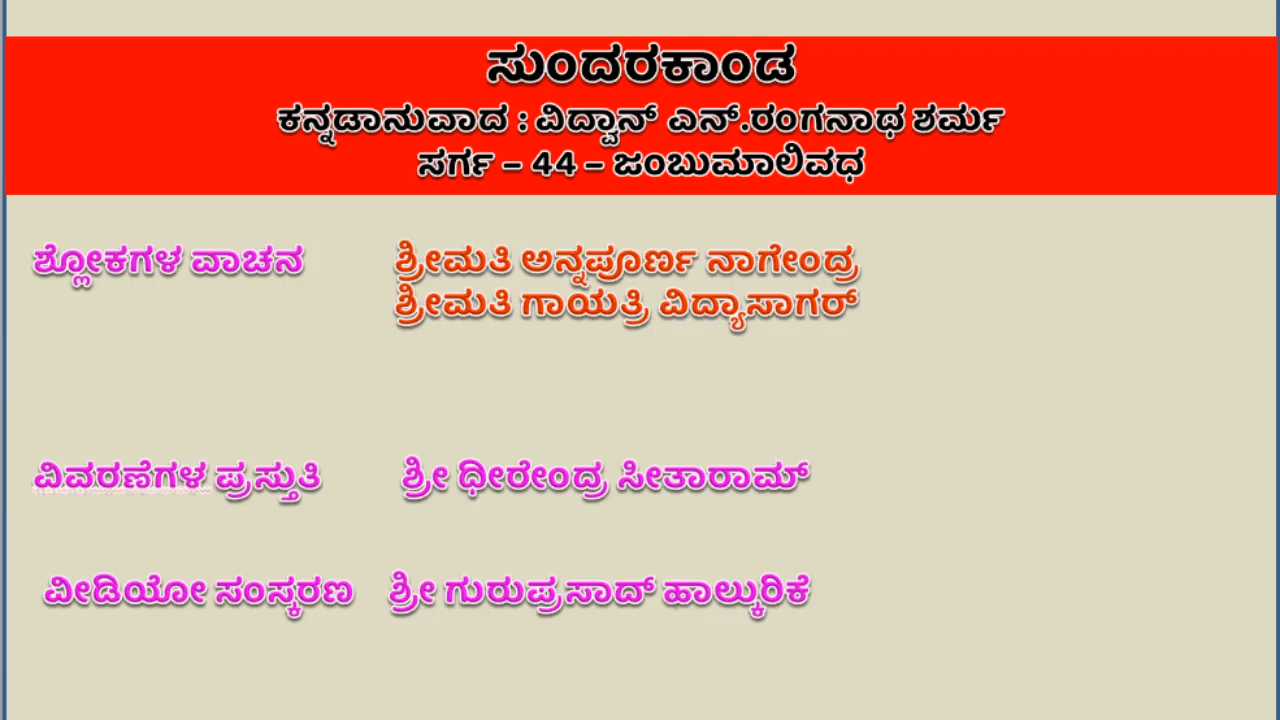 ಸುಂದರಕಾಂಡ
ಕನ್ನಡಾನುವಾದ : ವಿದ್ವಾನ್ ಎನ್.ರಂಗನಾಥ ಶರ್ಮ
ಸರ್ಗ – 44 – ಜಂಬುಮಾಲಿವಧ
ಶ್ಲೋಕಗಳ ವಾಚನ ಶ್ರೀಮತಿ ಅನ್ನಪೂರ್ಣ ನಾಗೇಂದ್ರ
ಶ್ರೀಮತಿ ಗಾಯತ್ರಿ ವಿದ್ಯಾಸಾಗರ್
ವಿವರಣೆಗಳ ಪ್ರಸ್ತುತಿ ಶ್ರೀ ಧೀರೇಂದ್ರ ಸೀತಾರಾಮ್
ವೀಡಿಯೋ ಸಂಸ್ಕರಣ ಶ್ರೀ ಗುರುಪ್ರಸಾದ್ ಹಾಲ್ಕುರಿಕೆ